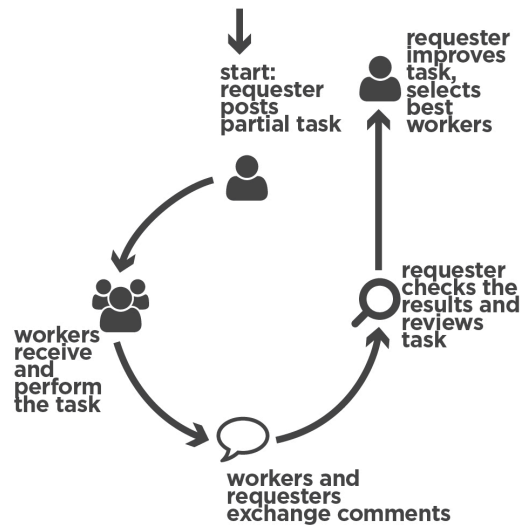 start:
requester
posts
partial task
workers
receive
and
perform
the task
workers and
requesters
exchange comments
requester
checks the
results and
reviews
task
requester
improves
task,
selects
best
workers